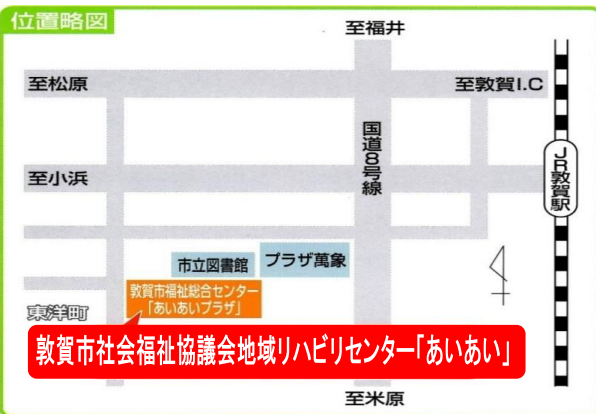 位置略図
至福井
至松原
至敦賀I.C
国道8号線
JR敦賀駅
至小浜
市立図書館
プラザ萬象
敦賀市福祉総合センター
「あいあいプラザ」
東洋町
敦賀市社会福祉協議会地域リハビリセンター「あいあい」
至米原